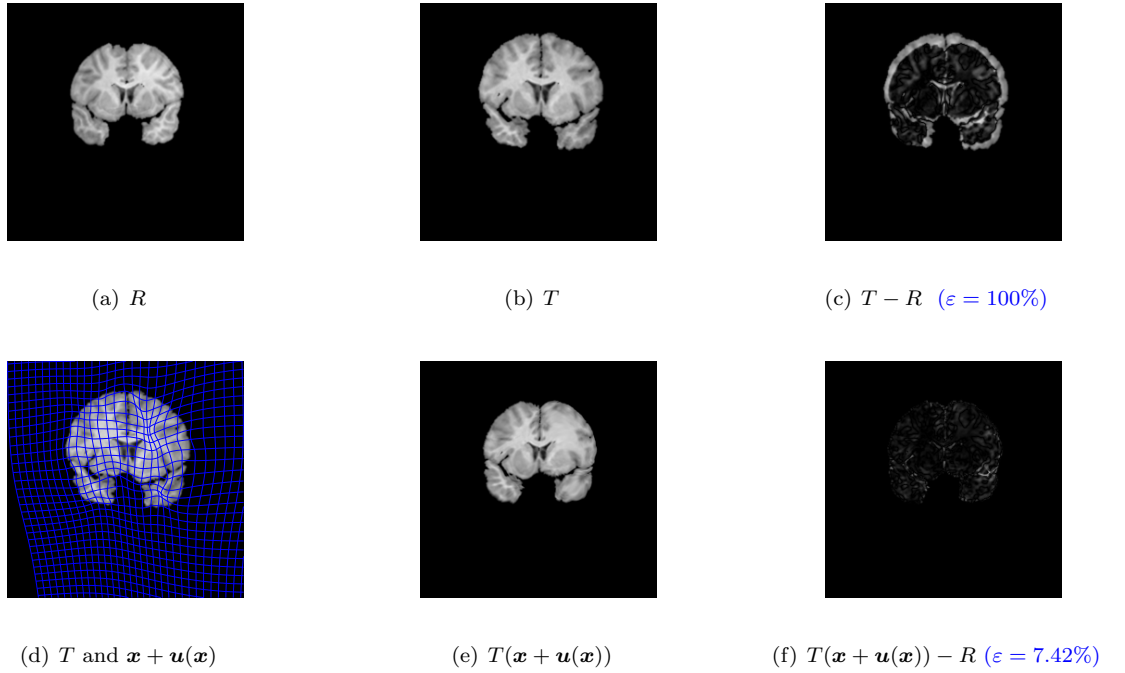 (a) R
(b) T
(c) T − R (ε = 100%)
(d) T and x + u(x)
(e) T(x + u(x))
(f) T(x + u(x)) − R (ε = 7.42%)